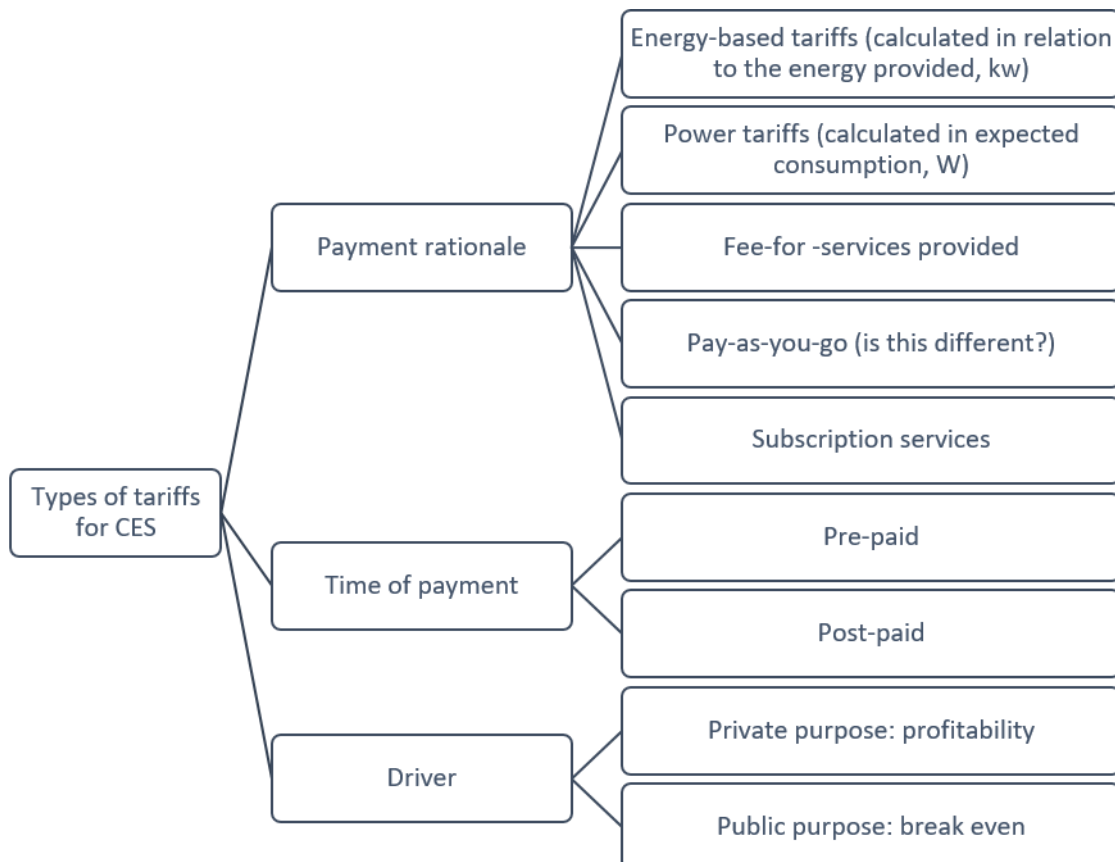 Types of tariffs
for CES
Payment rationale
Energy-based tariffs (calculated in relation
to the energy provided, kw)
Power tariffs (calculated in expected
consumption, W)
Fee-for -services provided
Pay-as-you-go (is this different?)
Subscription services
Time of payment
Pre-paid
Post-paid
Driver
Private purpose: profitability
Public purpose: break even